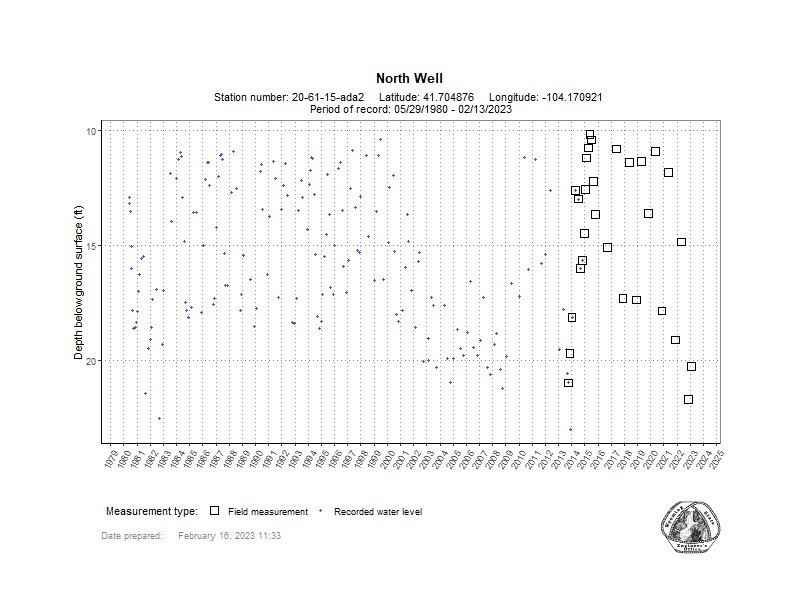 North Well
Station number: 20-61-15-ada2 Latitude: 41.704876 Longitude: -104.170921
Period of record: 05/29/1980 - 02/13/2023
Depth below ground surface (ft)
10
15
20
1979 1980 1981 1982 1983 1984 1985 1986 1987 1988 1989 1990 1991 1992 1993 1994 1995 1996 1997 1998 1999 2000 2001 2002 2003 2004 2005 2006 2007 2008 2009 2010 2011 2012 2013 2014 2015 2016 2017 2018 2019 2020 2021 2022 2023 2024 2025
Measurement type: Field measurement Recorded water level
Date prepared: February 16, 2023 11:33
Wyoming State
Engineer's
Office